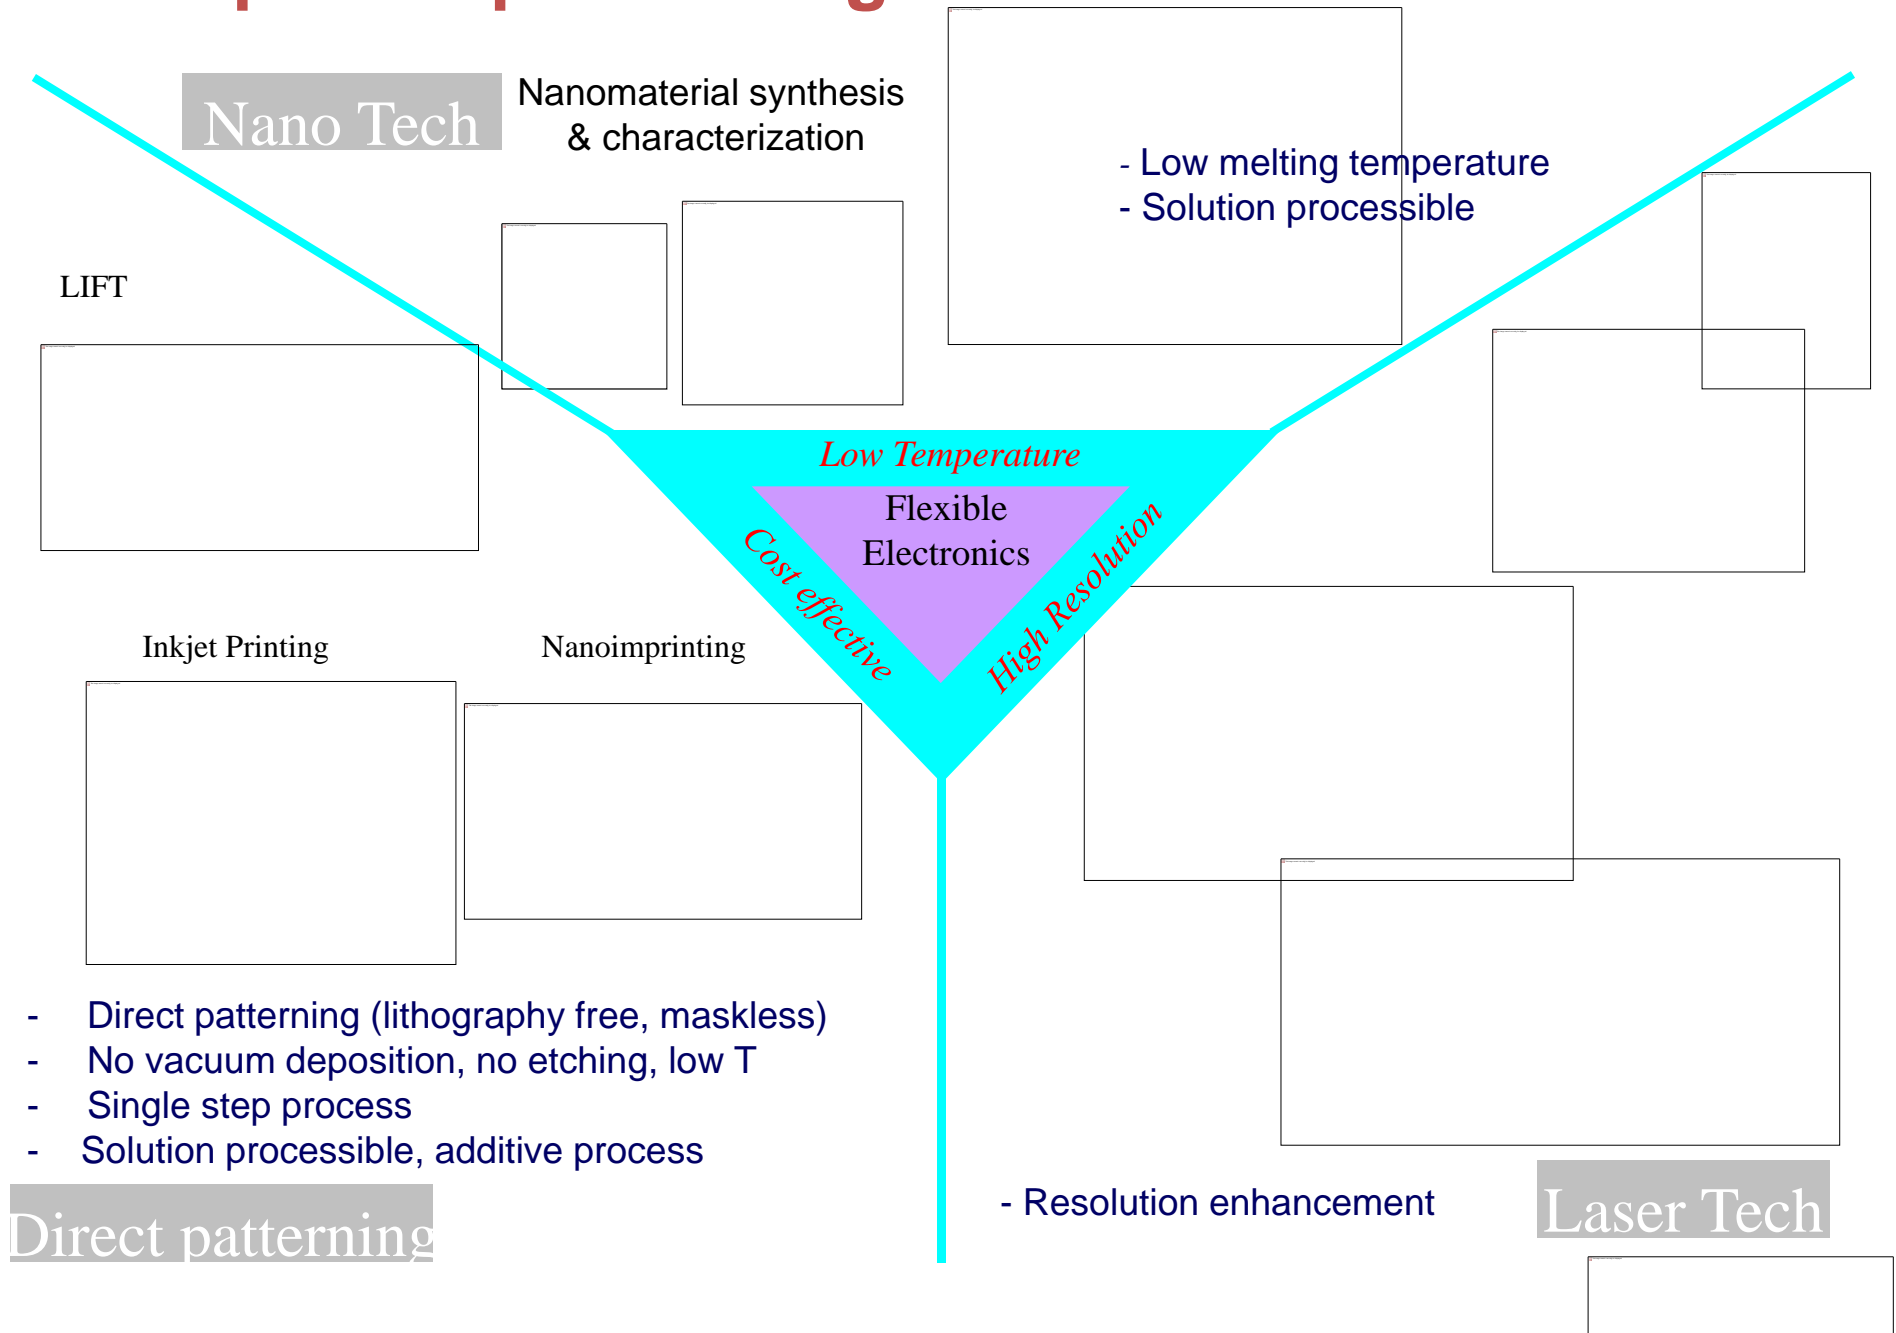 Nano Tech
Nanomaterial synthesis
& characterization
- Low melting temperature
- Solution processible
LIFT
Low Temperature
Flexible
Electronics
Cost effective
High Resolution
Inkjet Printing
Nanoimprinting
- Direct patterning (lithography free, maskless)
- No vacuum deposition, no etching, low T
- Single step process
- Solution processible, additive process
- Resolution enhancement
Laser Tech
Direct patterning